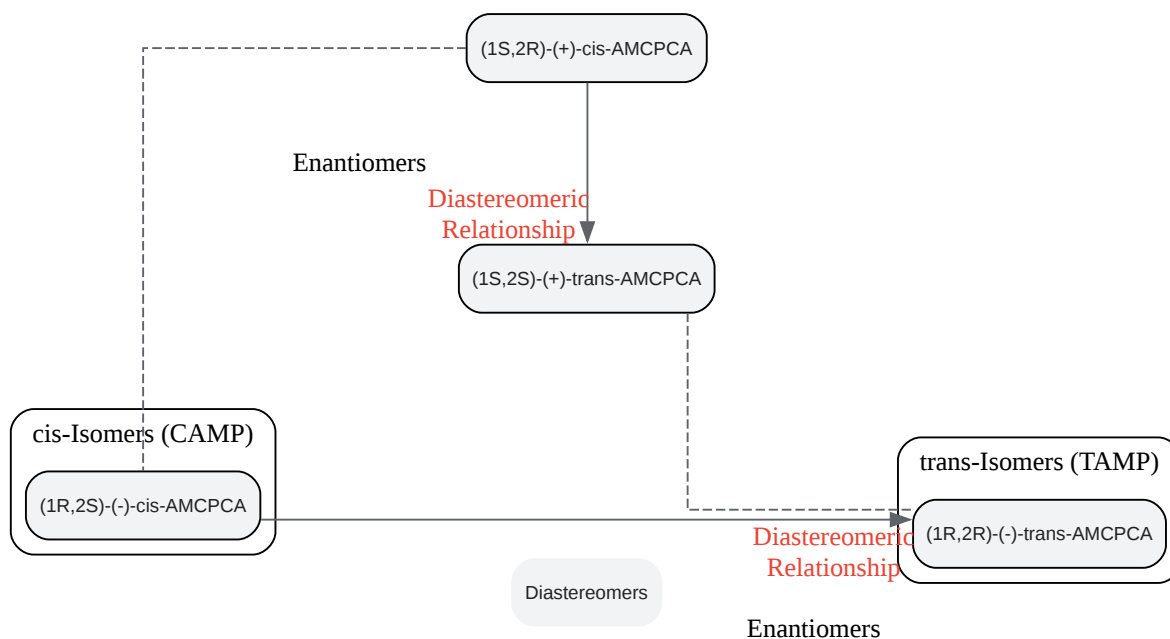 (1S,2R)-(+)-cis-AMCPCA
Enantiomers
Diastereomeric
Relationship
(1S,2S)-(+)-trans-AMCPCA
cis-Isomers (CAMP)
(1R,2S)-(-)-cis-AMCPCA
trans-Isomers (TAMP)
(1R,2R)-(-)-trans-AMCPCA
Diastereomeric
Relationship
Diastereomers
Enantiomers